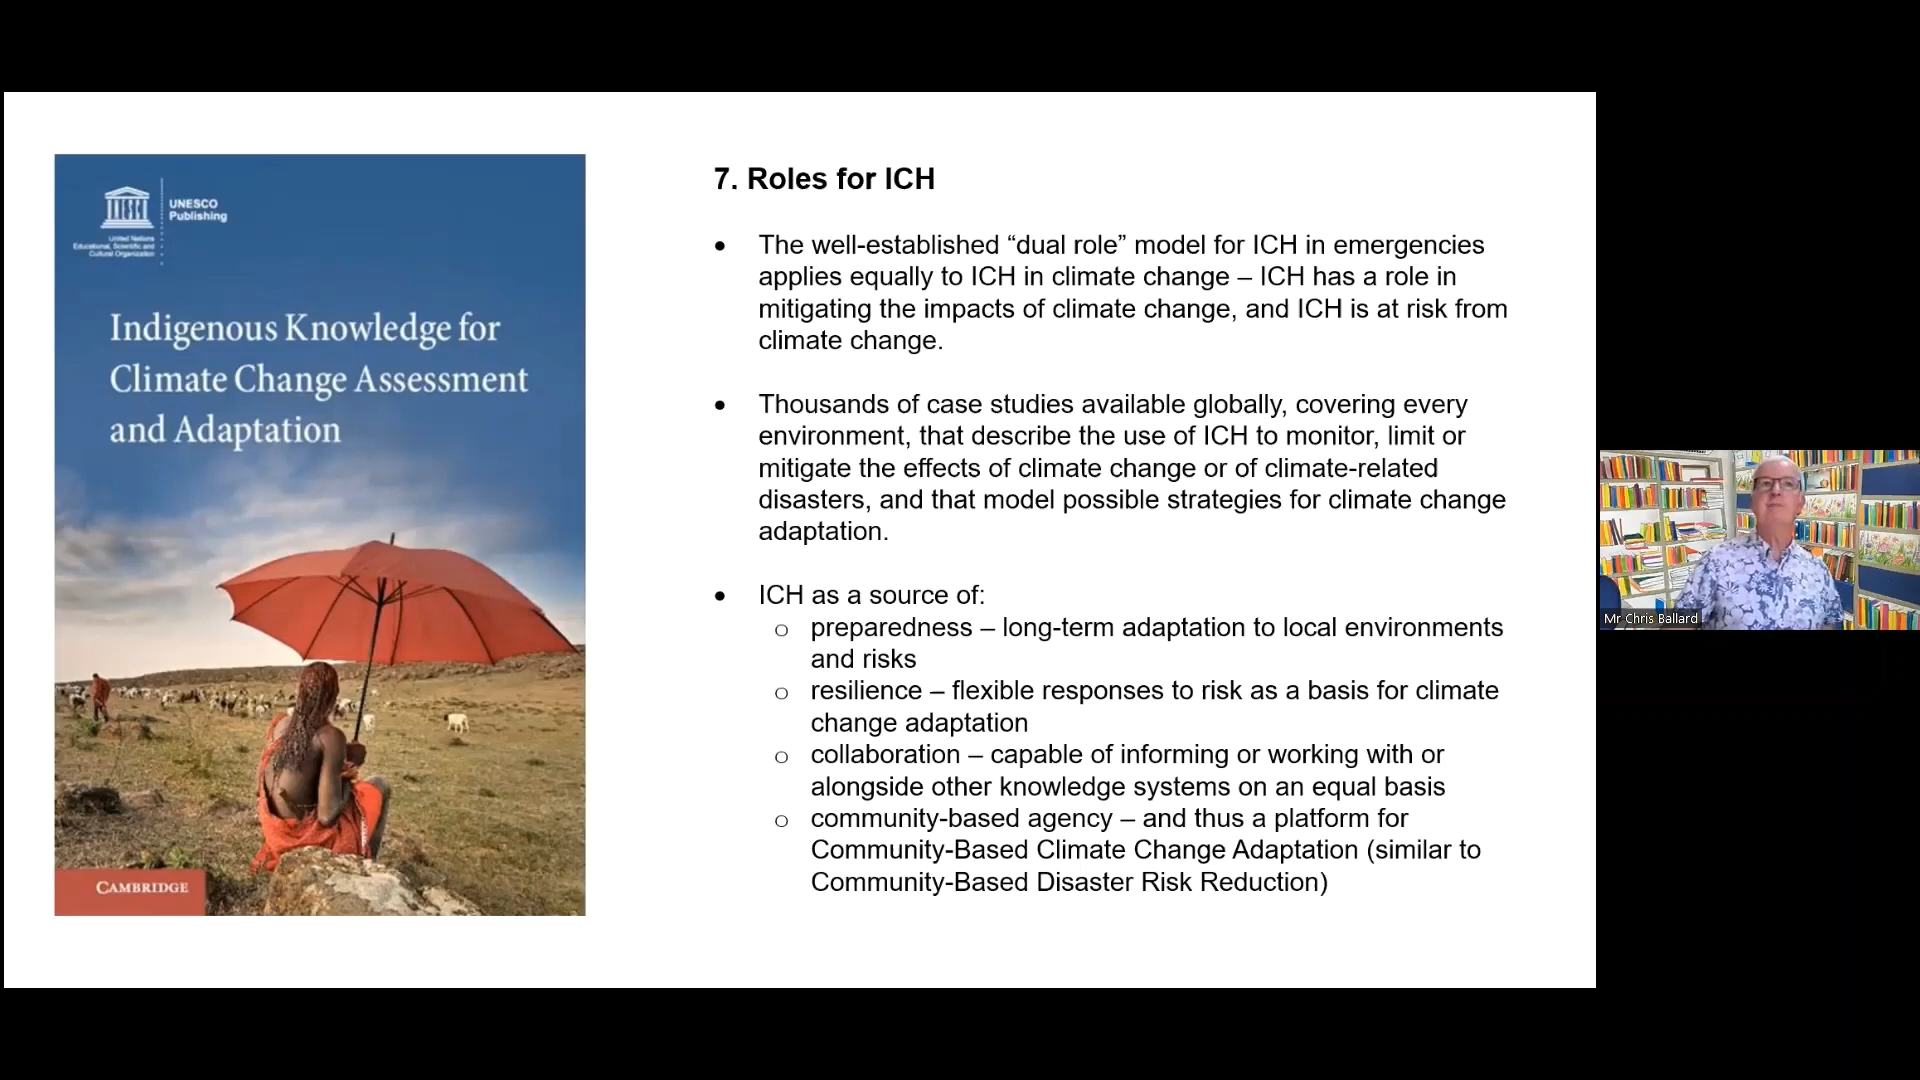 UNESCO
Publishing
United Nations
Educational, Scientific and
Cultural Organization
Indigenous Knowledge for
Climate Change Assessment
and Adaptation
CAMBRIDGE
7. Roles for ICH
• The well-established “dual role” model for ICH in emergencies
applies equally to ICH in climate change – ICH has a role in
mitigating the impacts of climate change, and ICH is at risk from
climate change.
• Thousands of case studies available globally, covering every
environment, that describe the use of ICH to monitor, limit or
mitigate the effects of climate change or of climate-related
disasters, and that model possible strategies for climate change
adaptation.
• ICH as a source of:
o preparedness – long-term adaptation to local environments
and risks
o resilience – flexible responses to risk as a basis for climate
change adaptation
o collaboration – capable of informing or working with or
alongside other knowledge systems on an equal basis
o community-based agency – and thus a platform for
Community-Based Climate Change Adaptation (similar to
Community-Based Disaster Risk Reduction)
Mr Chris Ballard